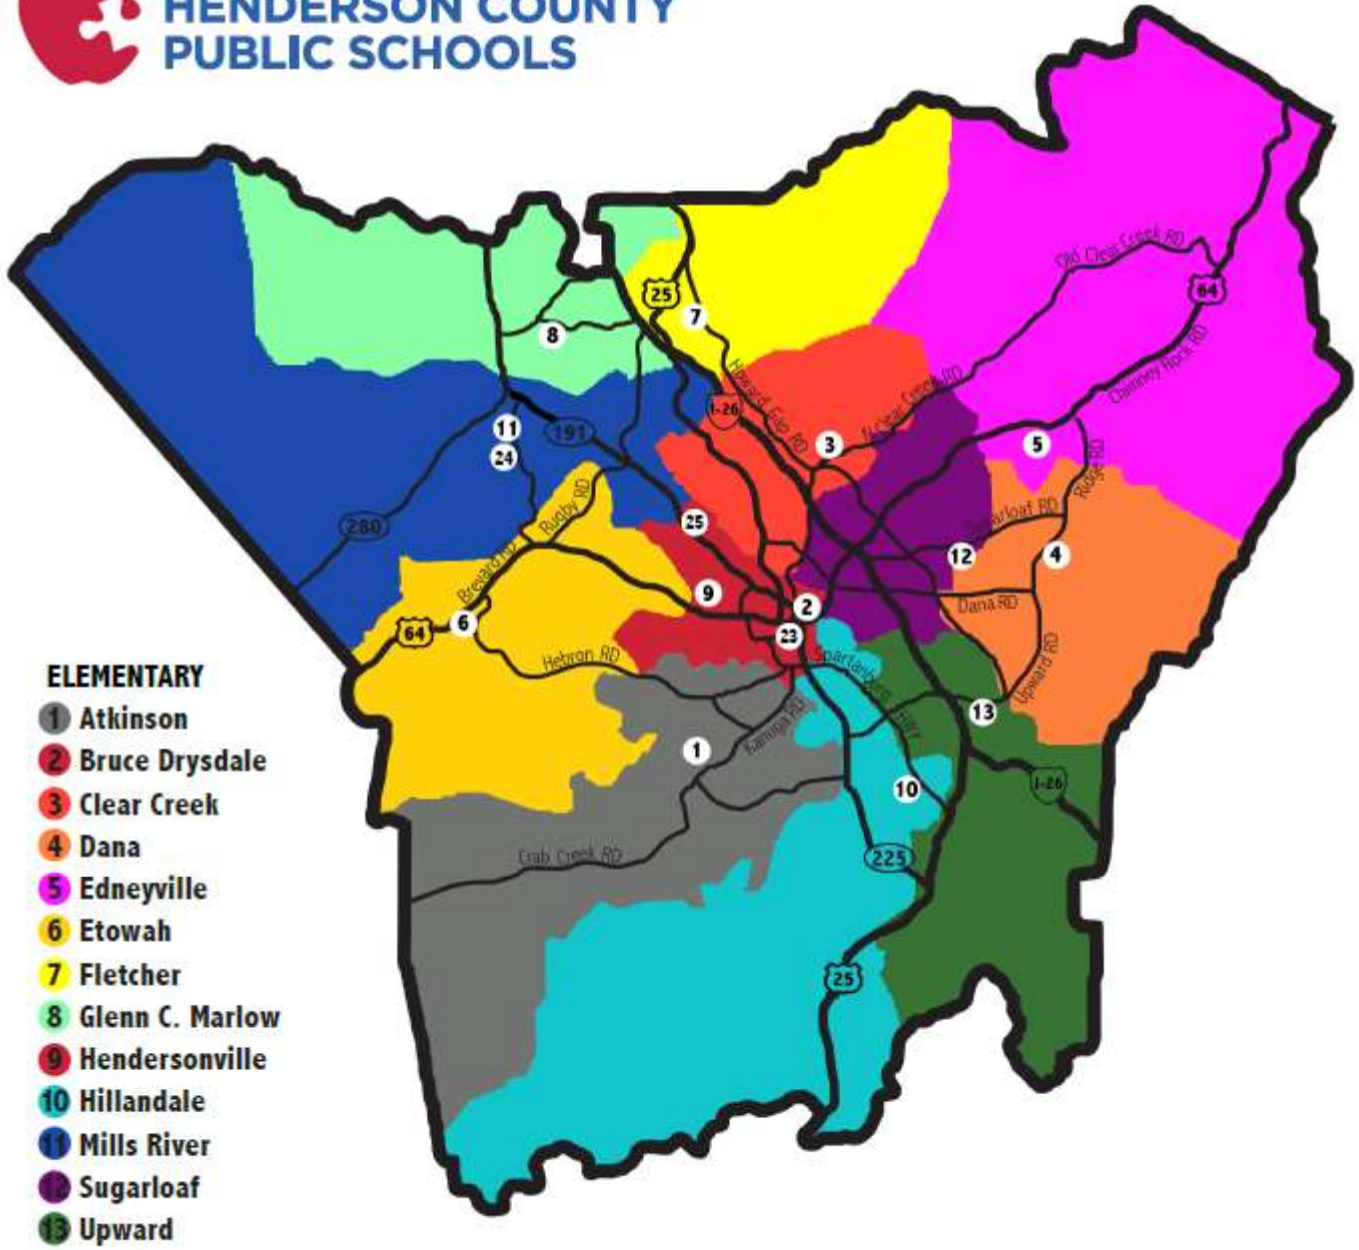 HENDERSON COUNTY
PUBLIC SCHOOLS
Old Clear Creek RD
64
25
7
8
Chimney Rock RD
Howard Gap RD
N Clear Creek RD
I-26
11
191
3
5
24
Ridge RD
280
Rugby RD
25
Sugarloaf RD
12
4
Brevard RD
9
2
Dana RD
64
6
23
Hebron RD
Spartanburg HWY
Upward RD
13
Kanuga RD
1
10
I-26
Crab Creek RD
225
25
ELEMENTARY
1 Atkinson
2 Bruce Drysdale
3 Clear Creek
4 Dana
5 Edneyville
6 Etowah
7 Fletcher
8 Glenn C. Marlow
9 Hendersonville
10 Hillandale
11 Mills River
12 Sugarloaf
13 Upward